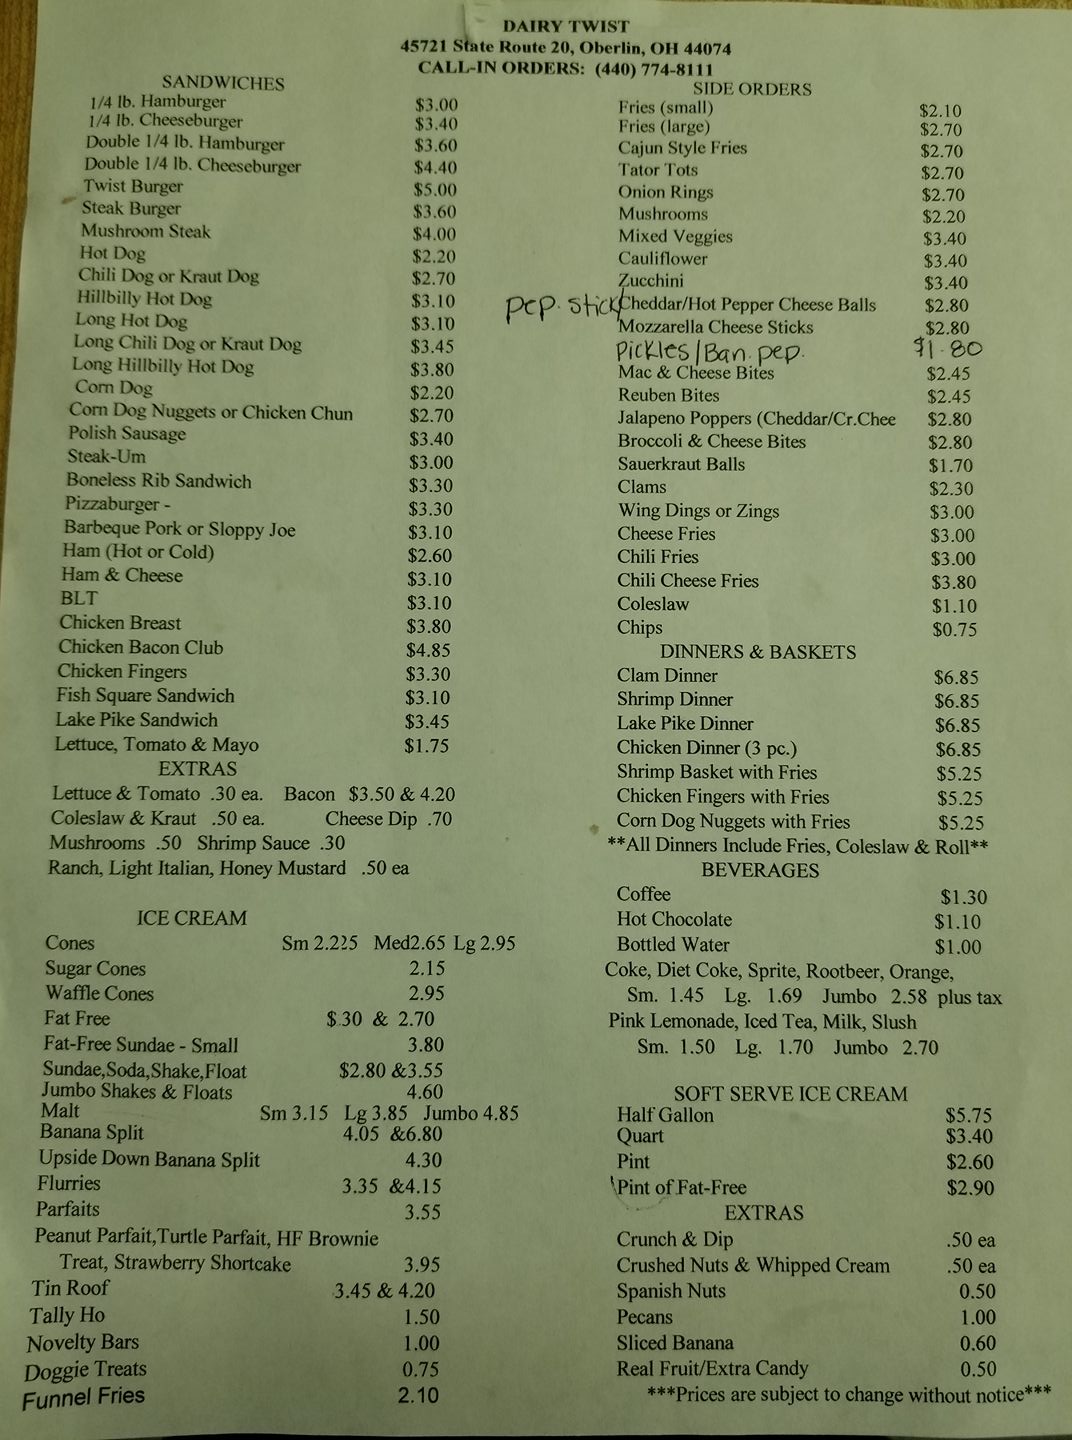 DAIRY TWIST
45721 State Route 20, Oberlin, OH 44074
CALL-IN ORDERS: (440) 774-8111
SANDWICHES
1/4 lb. Hamburger $3.00
1/4 lb. Cheeseburger $3.40
Double 1/4 lb. Hamburger $3.60
Double 1/4 lb. Cheeseburger $4.40
Twist Burger $5.00
Steak Burger $3.60
Mushroom Steak $4.00
Hot Dog $2.20
Chili Dog or Kraut Dog $2.70
Hillbilly Hot Dog $3.10
Long Hot Dog $3.10
Long Chili Dog or Kraut Dog $3.45
Long Hillbilly Hot Dog $3.80
Corn Dog $2.20
Corn Dog Nuggets or Chicken Chun $2.70
Polish Sausage $3.40
Steak-Um $3.00
Boneless Rib Sandwich $3.30
Pizzaburger - $3.30
Barbeque Pork or Sloppy Joe $3.10
Ham (Hot or Cold) $2.60
Ham & Cheese $3.10
BLT $3.10
Chicken Breast $3.80
Chicken Bacon Club $4.85
Chicken Fingers $3.30
Fish Square Sandwich $3.10
Lake Pike Sandwich $3.45
Lettuce, Tomato & Mayo $1.75
EXTRAS
Lettuce & Tomato .30 ea. Bacon $3.50 & 4.20
Coleslaw & Kraut .50 ea. Cheese Dip .70
Mushrooms .50 Shrimp Sauce .30
Ranch, Light Italian, Honey Mustard .50 ea
ICE CREAM
Cones Sm 2.225 Med2.65 Lg 2.95
Sugar Cones 2.15
Waffle Cones 2.95
Fat Free $.30 & 2.70
Fat-Free Sundae - Small 3.80
Sundae,Soda,Shake,Float $2.80 &3.55
Jumbo Shakes & Floats 4.60
Malt Sm 3.15 Lg 3.85 Jumbo 4.85
Banana Split 4.05 &6.80
Upside Down Banana Split 4.30
Flurries 3.35 &4.15
Parfaits 3.55
Peanut Parfait,Turtle Parfait, HF Brownie
Treat, Strawberry Shortcake 3.95
Tin Roof 3.45 & 4.20
Tally Ho 1.50
Novelty Bars 1.00
Doggie Treats 0.75
Funnel Fries 2.10
SIDE ORDERS
Fries (small) $2.10
Fries (large) $2.70
Cajun Style Fries $2.70
Tator Tots $2.70
Onion Rings $2.70
Mushrooms $2.20
Mixed Veggies $3.40
Cauliflower $3.40
Zucchini $3.40
pep. stick/Cheddar/Hot Pepper Cheese Balls $2.80
Mozzarella Cheese Sticks $2.80
Pickles/Ban. pep. $1.80
Mac & Cheese Bites $2.45
Reuben Bites $2.45
Jalapeno Poppers (Cheddar/Cr.Chee $2.80
Broccoli & Cheese Bites $2.80
Sauerkraut Balls $1.70
Clams $2.30
Wing Dings or Zings $3.00
Cheese Fries $3.00
Chili Fries $3.00
Chili Cheese Fries $3.80
Coleslaw $1.10
Chips $0.75
DINNERS & BASKETS
Clam Dinner $6.85
Shrimp Dinner $6.85
Lake Pike Dinner $6.85
Chicken Dinner (3 pc.) $6.85
Shrimp Basket with Fries $5.25
Chicken Fingers with Fries $5.25
Corn Dog Nuggets with Fries $5.25
**All Dinners Include Fries, Coleslaw & Roll**
BEVERAGES
Coffee $1.30
Hot Chocolate $1.10
Bottled Water $1.00
Coke, Diet Coke, Sprite, Rootbeer, Orange,
Sm. 1.45 Lg. 1.69 Jumbo 2.58 plus tax
Pink Lemonade, Iced Tea, Milk, Slush
Sm. 1.50 Lg. 1.70 Jumbo 2.70
SOFT SERVE ICE CREAM
Half Gallon $5.75
Quart $3.40
Pint $2.60
Pint of Fat-Free $2.90
EXTRAS
Crunch & Dip .50 ea
Crushed Nuts & Whipped Cream .50 ea
Spanish Nuts 0.50
Pecans 1.00
Sliced Banana 0.60
Real Fruit/Extra Candy 0.50
***Prices are subject to change without notice***